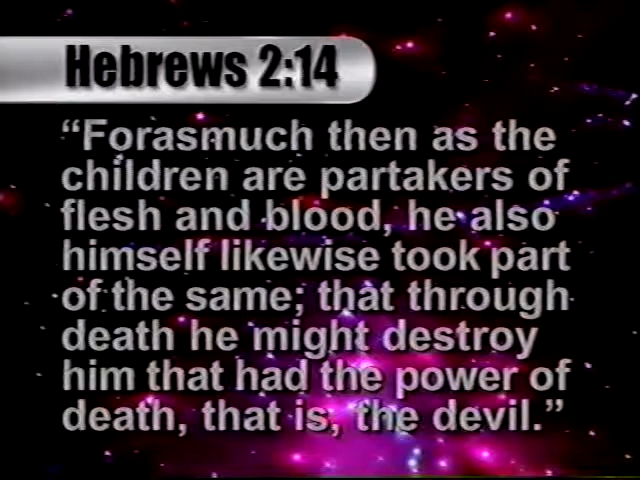 Hebrews 2:14
“Forasmuch then as the
children are partakers of
flesh and blood, he also
himself likewise took part
of the same; that through
death he might destroy
him that had the power of
death, that is, the devil.”